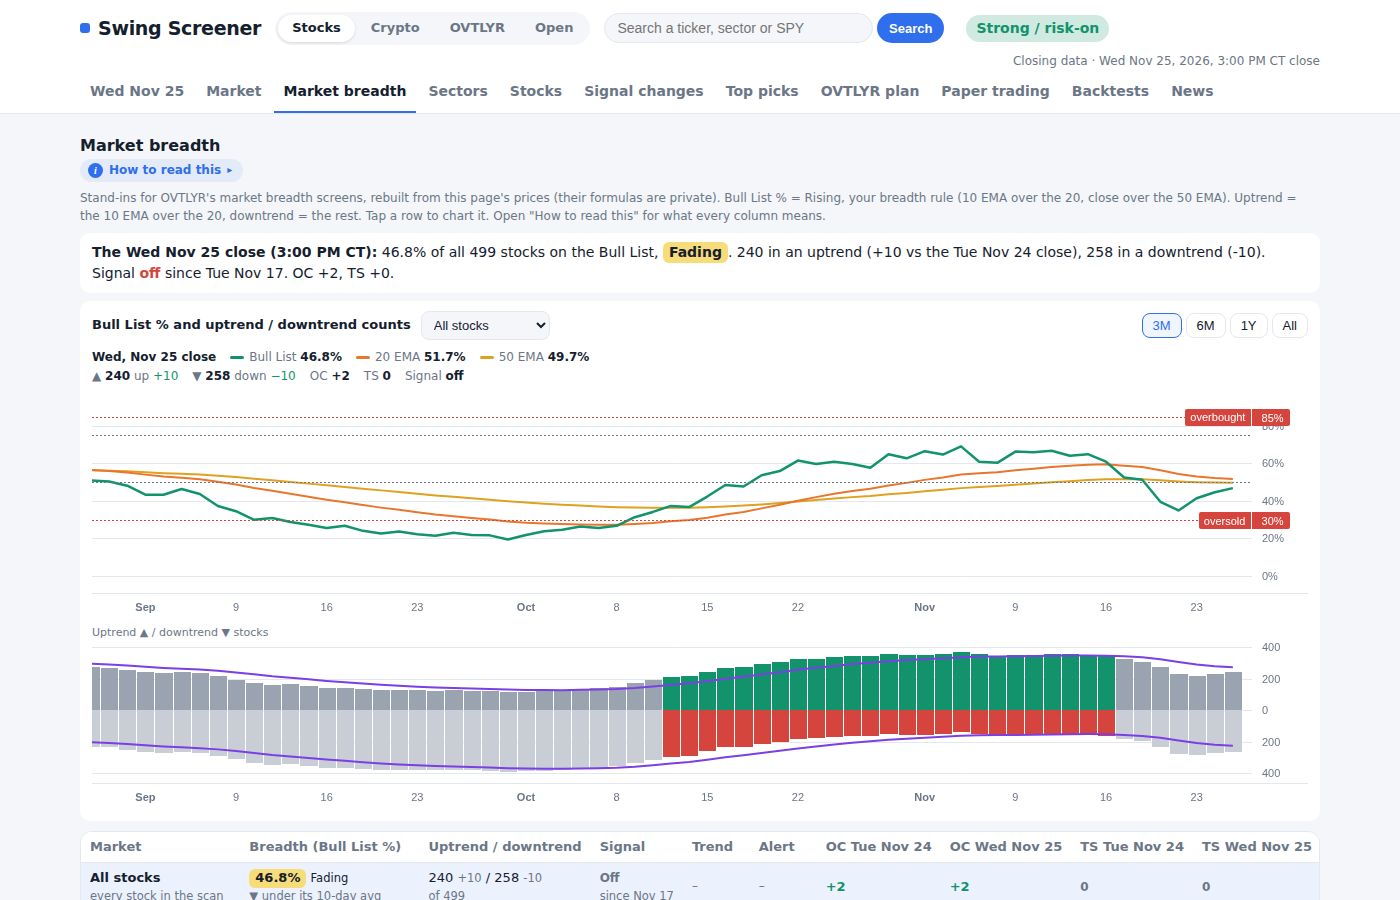 Swing Screener
Stocks Crypto OVTLYR Open
Search a ticker, sector or SPY
Search
Strong / risk-on
Closing data · Wed Nov 25, 2026, 3:00 PM CT close
Wed Nov 25 Market Market breadth Sectors Stocks Signal changes Top picks OVTLYR plan Paper trading Backtests News
Market breadth
i How to read this ▸
Stand-ins for OVTLYR's market breadth screens, rebuilt from this page's prices (their formulas are private). Bull List % = Rising, your breadth rule (10 EMA over the 20, close over the 50 EMA). Uptrend =
the 10 EMA over the 20, downtrend = the rest. Tap a row to chart it. Open "How to read this" for what every column means.
The Wed Nov 25 close (3:00 PM CT): 46.8% of all 499 stocks on the Bull List, Fading. 240 in an uptrend (+10 vs the Tue Nov 24 close), 258 in a downtrend (-10).
Signal off since Tue Nov 17. OC +2, TS +0.
Bull List % and uptrend / downtrend counts
All stocks
3M 6M 1Y All
Wed, Nov 25 close Bull List 46.8% 20 EMA 51.7% 50 EMA 49.7%
▲ 240 up +10 ▼ 258 down −10 OC +2 TS 0 Signal off
overbought 85%
80%
60%
40%
oversold 30%
20%
0%
Sep 9 16 23 Oct 8 15 22 Nov 9 16 23
Uptrend ▲ / downtrend ▼ stocks
400
200
0
200
400
Sep 9 16 23 Oct 8 15 22 Nov 9 16 23
Market Breadth (Bull List %) Uptrend / downtrend Signal Trend Alert OC Tue Nov 24 OC Wed Nov 25 TS Tue Nov 24 TS Wed Nov 25
All stocks 46.8% Fading 240 +10 / 258 -10 Off – – +2 +2 0 0
every stock in the scan ▼ under its 10-day avg of 499 since Nov 17